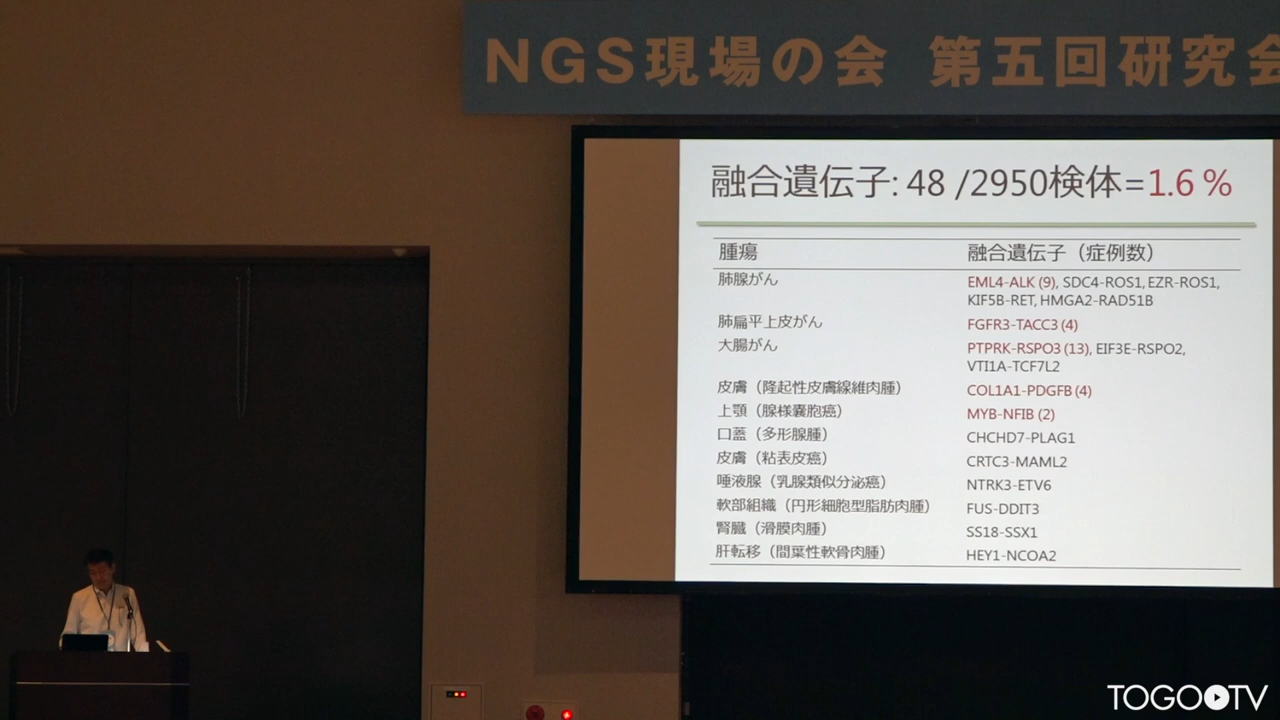 NGS現場の会 第五回研究会
融合遺伝子: 48 /2950検体=1.6 %
腫瘍 融合遺伝子（症例数）
肺腺がん EML4-ALK (9), SDC4-ROS1, EZR-ROS1,
KIF5B-RET, HMGA2-RAD51B
肺扁平上皮がん FGFR3-TACC3 (4)
大腸がん PTPRK-RSPO3 (13), EIF3E-RSPO2,
VTI1A-TCF7L2
皮膚（隆起性皮膚線維肉腫） COL1A1-PDGFB (4)
上顎（腺様嚢胞癌） MYB-NFIB (2)
口蓋（多形腺腫） CHCHD7-PLAG1
皮膚（粘表皮癌） CRTC3-MAML2
唾液腺（乳腺類似分泌癌） NTRK3-ETV6
軟部組織（円形細胞型脂肪肉腫） FUS-DDIT3
腎臓（滑膜肉腫） SS18-SSX1
肝転移（間葉性軟骨肉腫） HEY1-NCOA2
TOGOTV